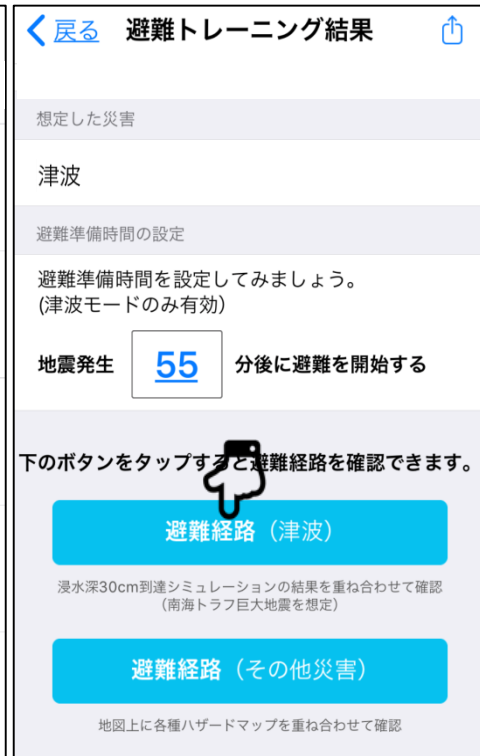 戻る 避難トレーニング結果
想定した災害
津波
避難準備時間の設定
避難準備時間を設定してみましょう。
(津波モードのみ有効)
地震発生 55 分後に避難を開始する
下のボタンをタップすると避難経路を確認できます。
避難経路（津波）
浸水深30cm到達シミュレーションの結果を重ね合わせて確認
（南海トラフ巨大地震を想定）
避難経路（その他災害）
地図上に各種ハザードマップを重ね合わせて確認